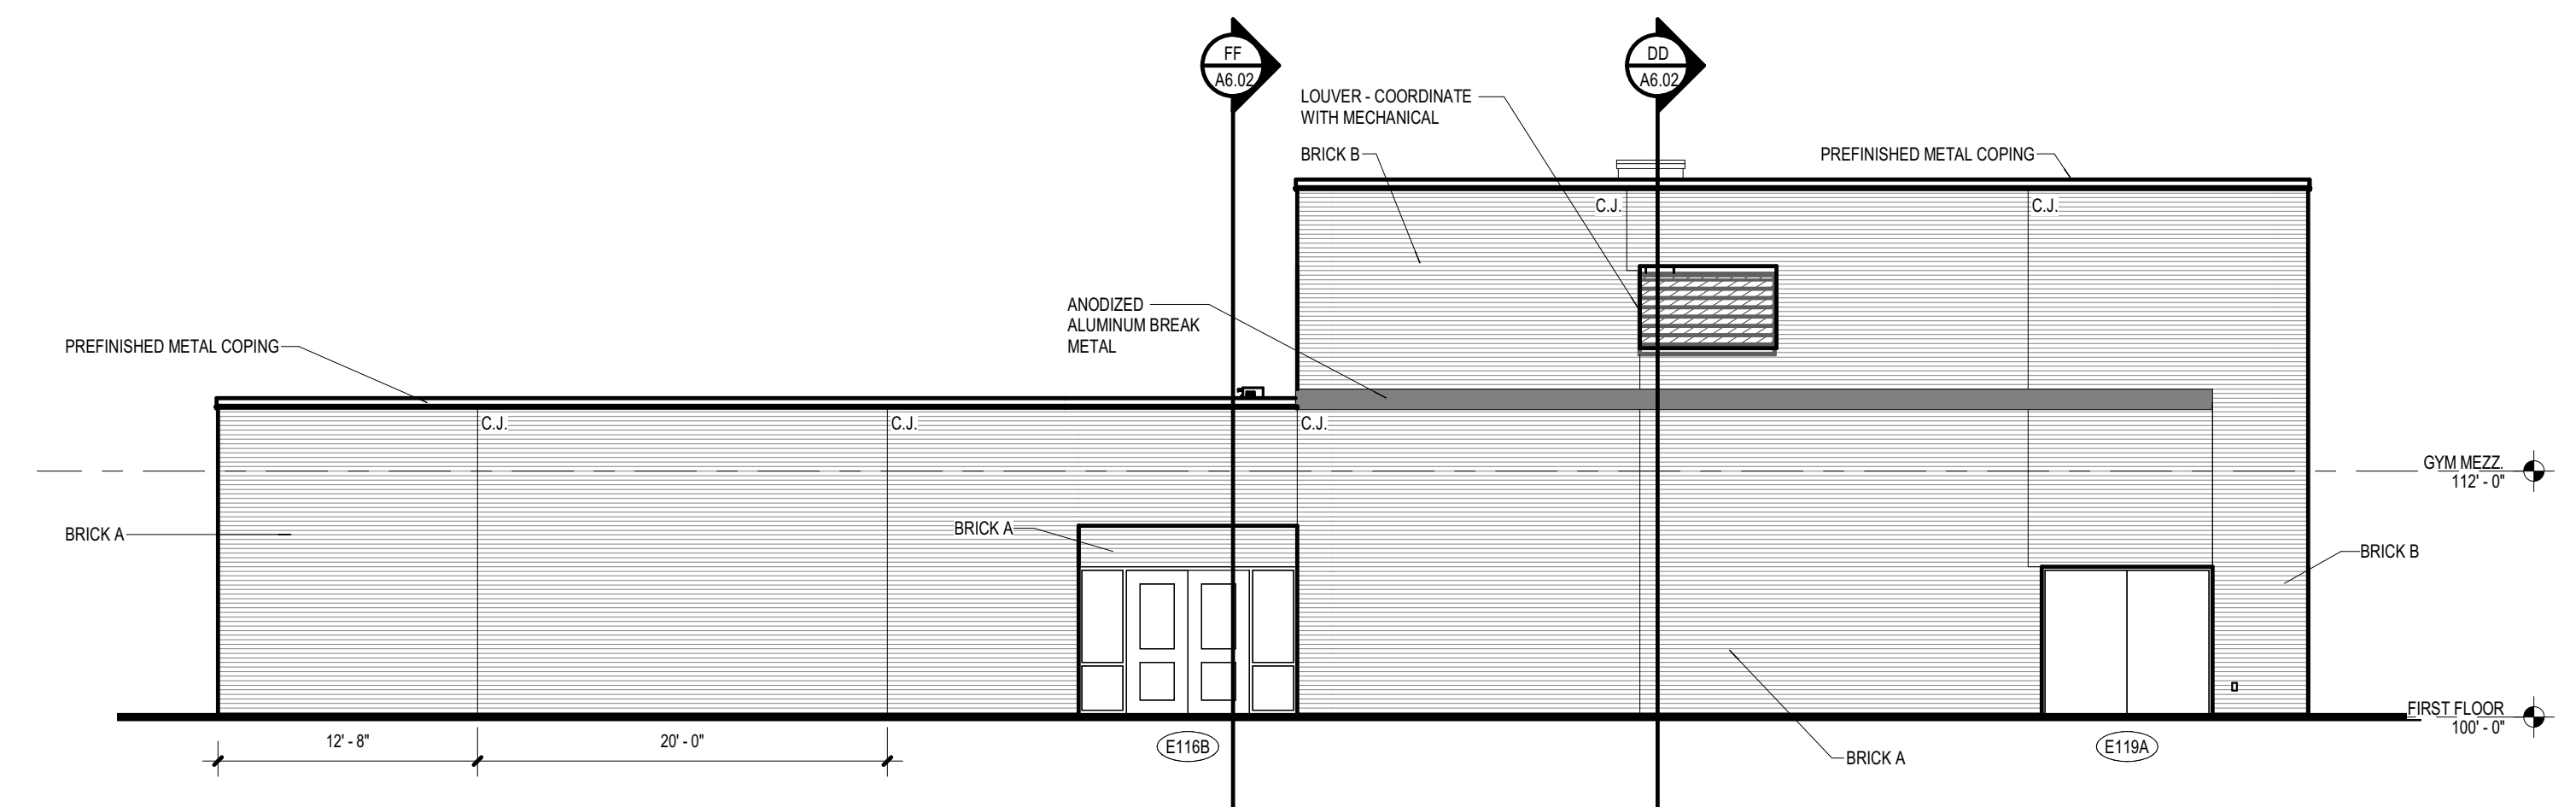 FF
A6.02
DD
A6.02
LOUVER - COORDINATE
WITH MECHANICAL
BRICK B
PREFINISHED METAL COPING
C.J.
C.J.
ANODIZED
ALUMINUM BREAK
METAL
PREFINISHED METAL COPING
C.J.
C.J.
C.J.
GYM MEZZ.
112' - 0"
BRICK A
BRICK A
BRICK B
FIRST FLOOR
100' - 0"
12' - 8"
20' - 0"
E116B
E119A
BRICK A